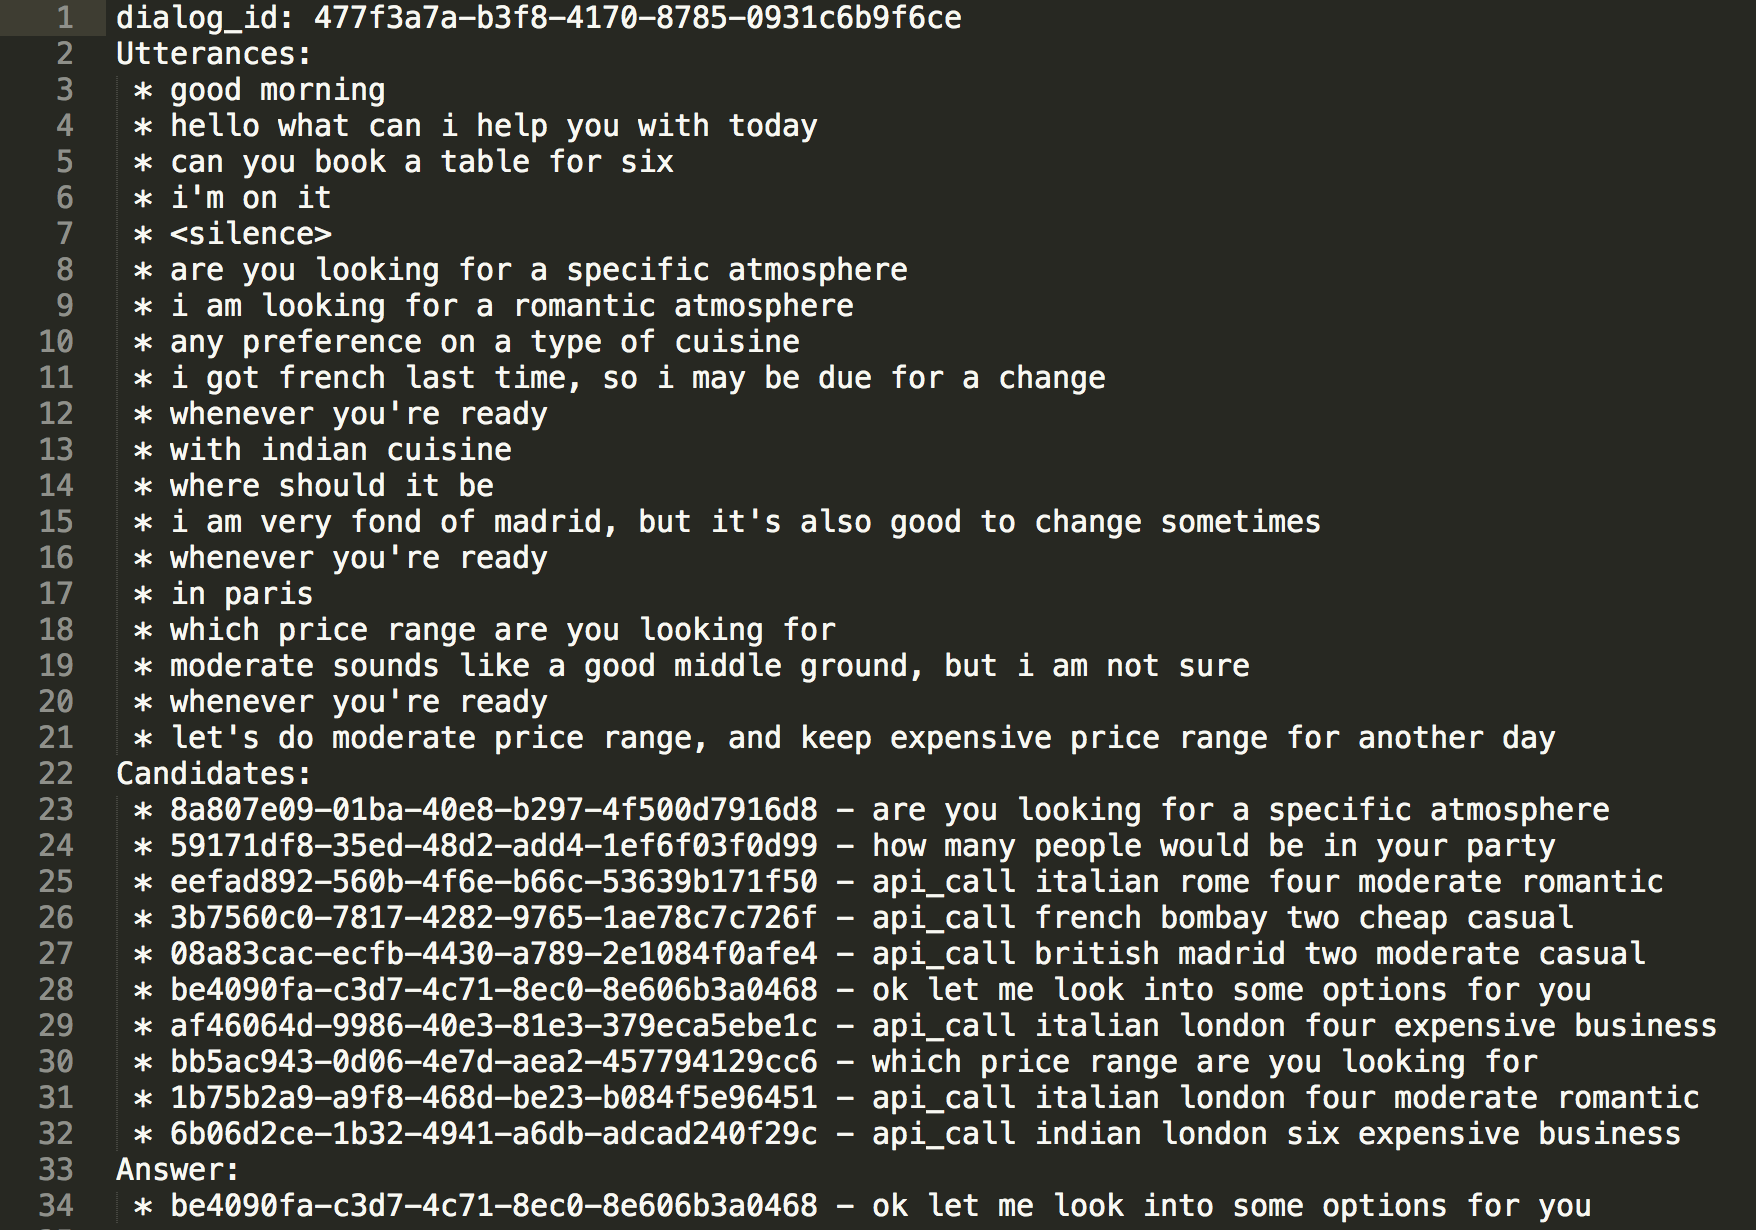 1 dialog_id: 477f3a7a-b3f8-4170-8785-0931c6b9f6ce
2 Utterances:
3 * good morning
4 * hello what can i help you with today
5 * can you book a table for six
6 * i'm on it
7 * <silence>
8 * are you looking for a specific atmosphere
9 * i am looking for a romantic atmosphere
10 * any preference on a type of cuisine
11 * i got french last time, so i may be due for a change
12 * whenever you're ready
13 * with indian cuisine
14 * where should it be
15 * i am very fond of madrid, but it's also good to change sometimes
16 * whenever you're ready
17 * in paris
18 * which price range are you looking for
19 * moderate sounds like a good middle ground, but i am not sure
20 * whenever you're ready
21 * let's do moderate price range, and keep expensive price range for another day
22 Candidates:
23 * 8a807e09-01ba-40e8-b297-4f500d7916d8 - are you looking for a specific atmosphere
24 * 59171df8-35ed-48d2-add4-1ef6f03f0d99 - how many people would be in your party
25 * eefad892-560b-4f6e-b66c-53639b171f50 - api_call italian rome four moderate romantic
26 * 3b7560c0-7817-4282-9765-1ae78c7c726f - api_call french bombay two cheap casual
27 * 08a83cac-ecfb-4430-a789-2e1084f0afe4 - api_call british madrid two moderate casual
28 * be4090fa-c3d7-4c71-8ec0-8e606b3a0468 - ok let me look into some options for you
29 * af46064d-9986-40e3-81e3-379eca5ebe1c - api_call italian london four expensive business
30 * bb5ac943-0d06-4e7d-aea2-457794129cc6 - which price range are you looking for
31 * 1b75b2a9-a9f8-468d-be23-b084f5e96451 - api_call italian london four moderate romantic
32 * 6b06d2ce-1b32-4941-a6db-adcad240f29c - api_call indian london six expensive business
33 Answer:
34 * be4090fa-c3d7-4c71-8ec0-8e606b3a0468 - ok let me look into some options for you